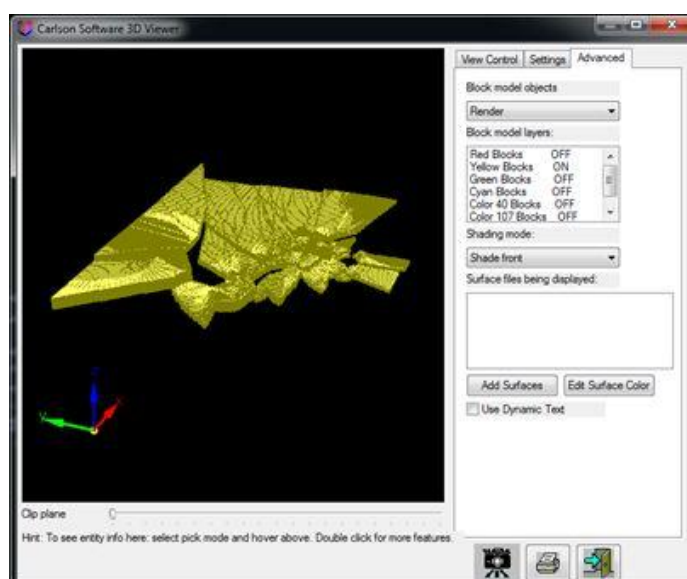 Carlson Software 3D Viewer
View Control Settings Advanced
Block model objects
Render
Block model layers:
Red Blocks OFF
Yellow Blocks ON
Green Blocks OFF
Cyan Blocks OFF
Color 40 Blocks OFF
Color 107 Blocks OFF
Shading mode:
Shade front
Surface files being displayed:
Add Surfaces Edit Surface Color
Use Dynamic Text
Clip plane
Hint: To see entity info here: select pick mode and hover above. Double click for more features.